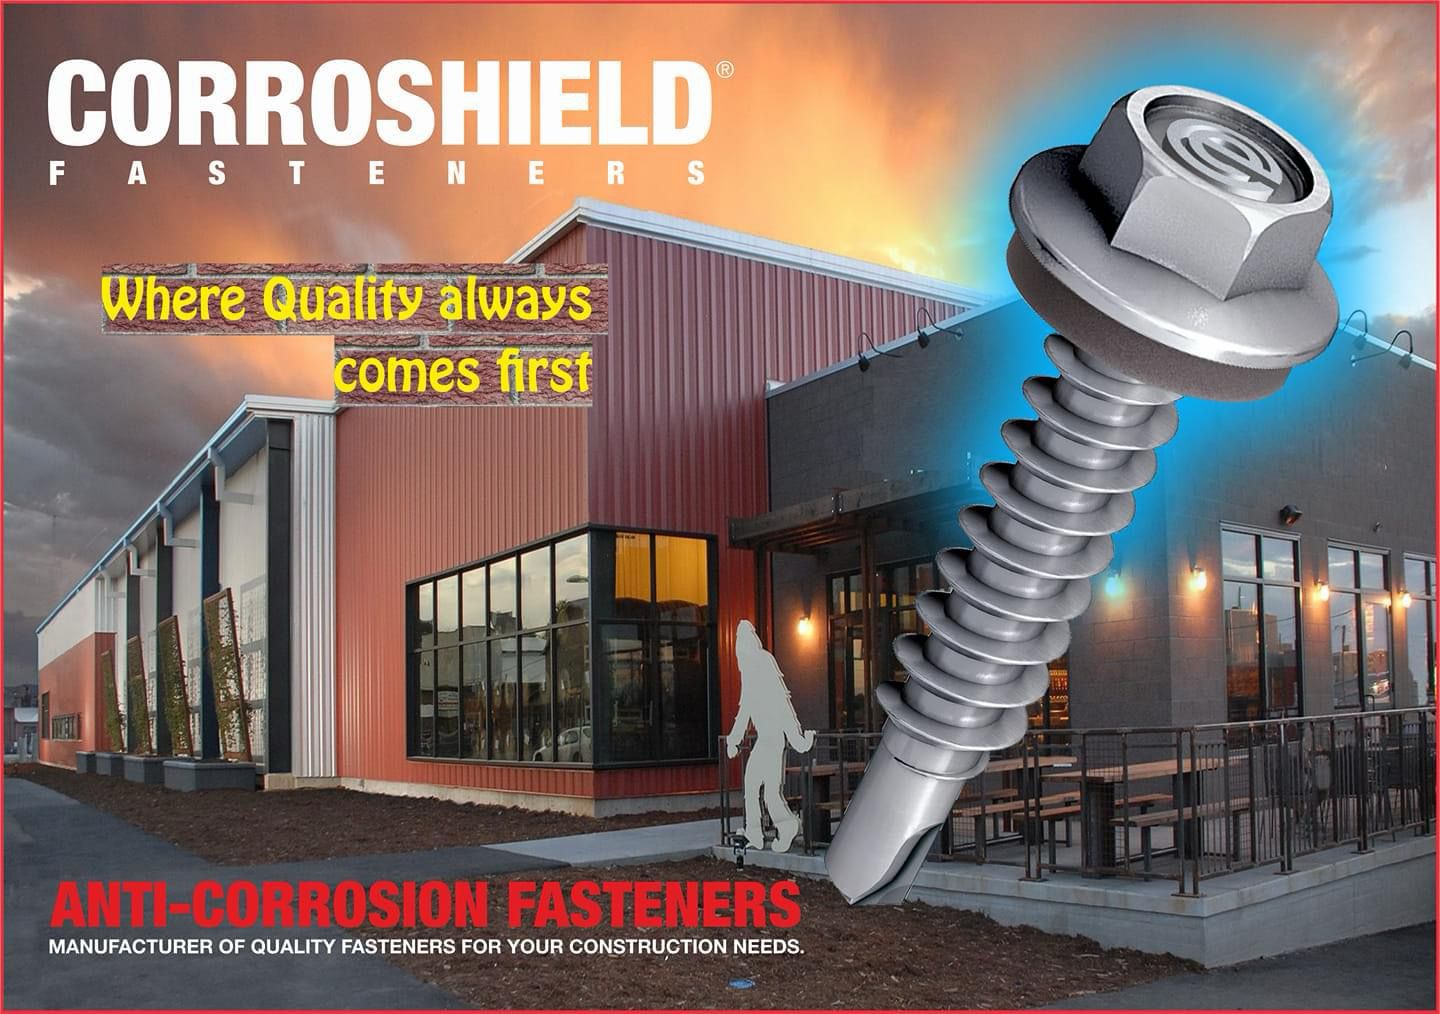 CORROSHIELD®
FASTENERS
Where Quality always
comes first
ANTI-CORROSION FASTENERS
MANUFACTURER OF QUALITY FASTENERS FOR YOUR CONSTRUCTION NEEDS.